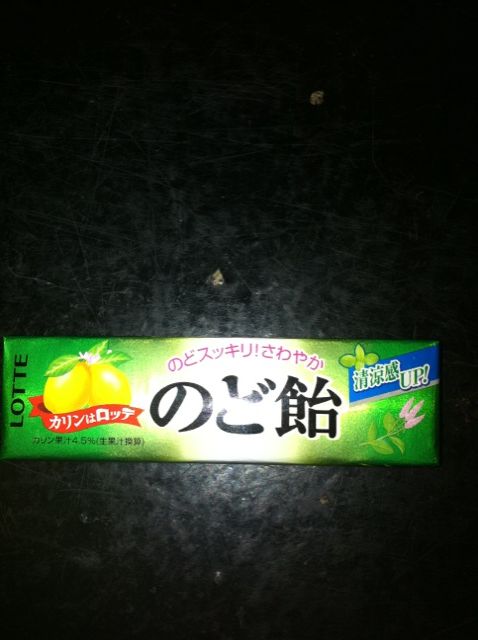 LOTTE
のどスッキリ!さわやか
のど飴
清涼感UP!
カリンはロッテ
カリン果汁4.5%(生果汁換算)